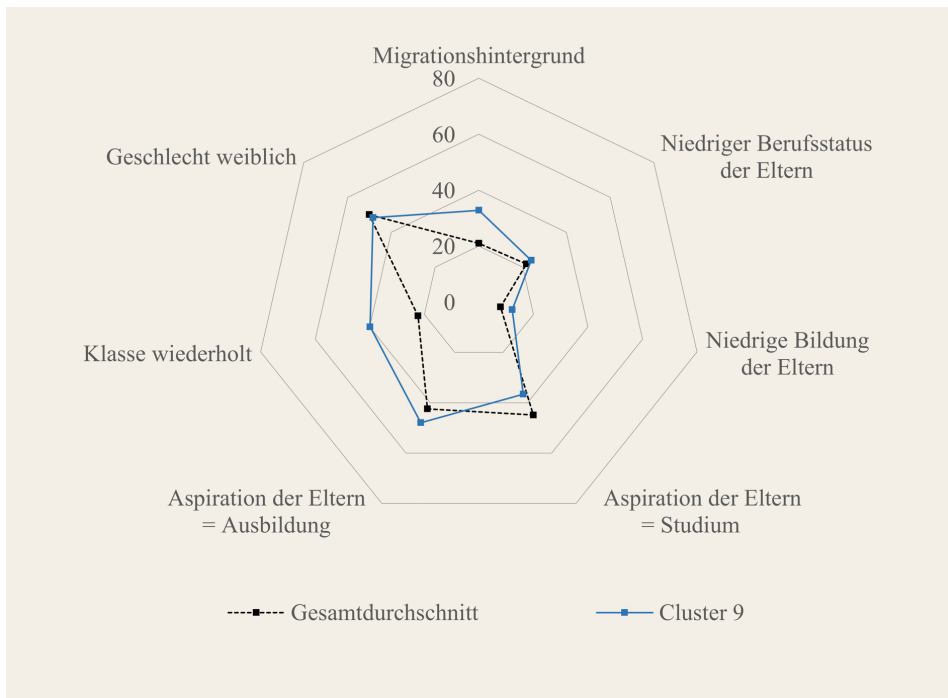 Migrationshintergrund
80
60
40
20
0
Niedriger Berufsstatus
der Eltern
Niedrige Bildung
der Eltern
Aspiration der Eltern
= Studium
Aspiration der Eltern
= Ausbildung
Klasse wiederholt
Geschlecht weiblich
Gesamtdurchschnitt
Cluster 9